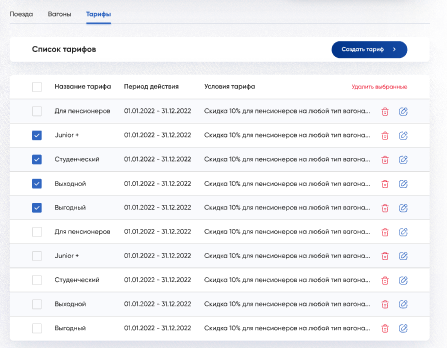 Поезда Вагоны Тарифы
Список тарифов Создать тариф
Название тарифа Период действия Условия тарифа Удалить выбранные
Для пенсионеров 01.01.2022 - 31.12.2022 Скидка 10% для пенсионеров на любой тип вагона...
Junior + 01.01.2022 - 31.12.2022 Скидка 10% для пенсионеров на любой тип вагона...
Студенческий 01.01.2022 - 31.12.2022 Скидка 10% для пенсионеров на любой тип вагона...
Выходной 01.01.2022 - 31.12.2022 Скидка 10% для пенсионеров на любой тип вагона...
Выгодный 01.01.2022 - 31.12.2022 Скидка 10% для пенсионеров на любой тип вагона...
Для пенсионеров 01.01.2022 - 31.12.2022 Скидка 10% для пенсионеров на любой тип вагона...
Junior + 01.01.2022 - 31.12.2022 Скидка 10% для пенсионеров на любой тип вагона...
Студенческий 01.01.2022 - 31.12.2022 Скидка 10% для пенсионеров на любой тип вагона...
Выходной 01.01.2022 - 31.12.2022 Скидка 10% для пенсионеров на любой тип вагона...
Выгодный 01.01.2022 - 31.12.2022 Скидка 10% для пенсионеров на любой тип вагона...